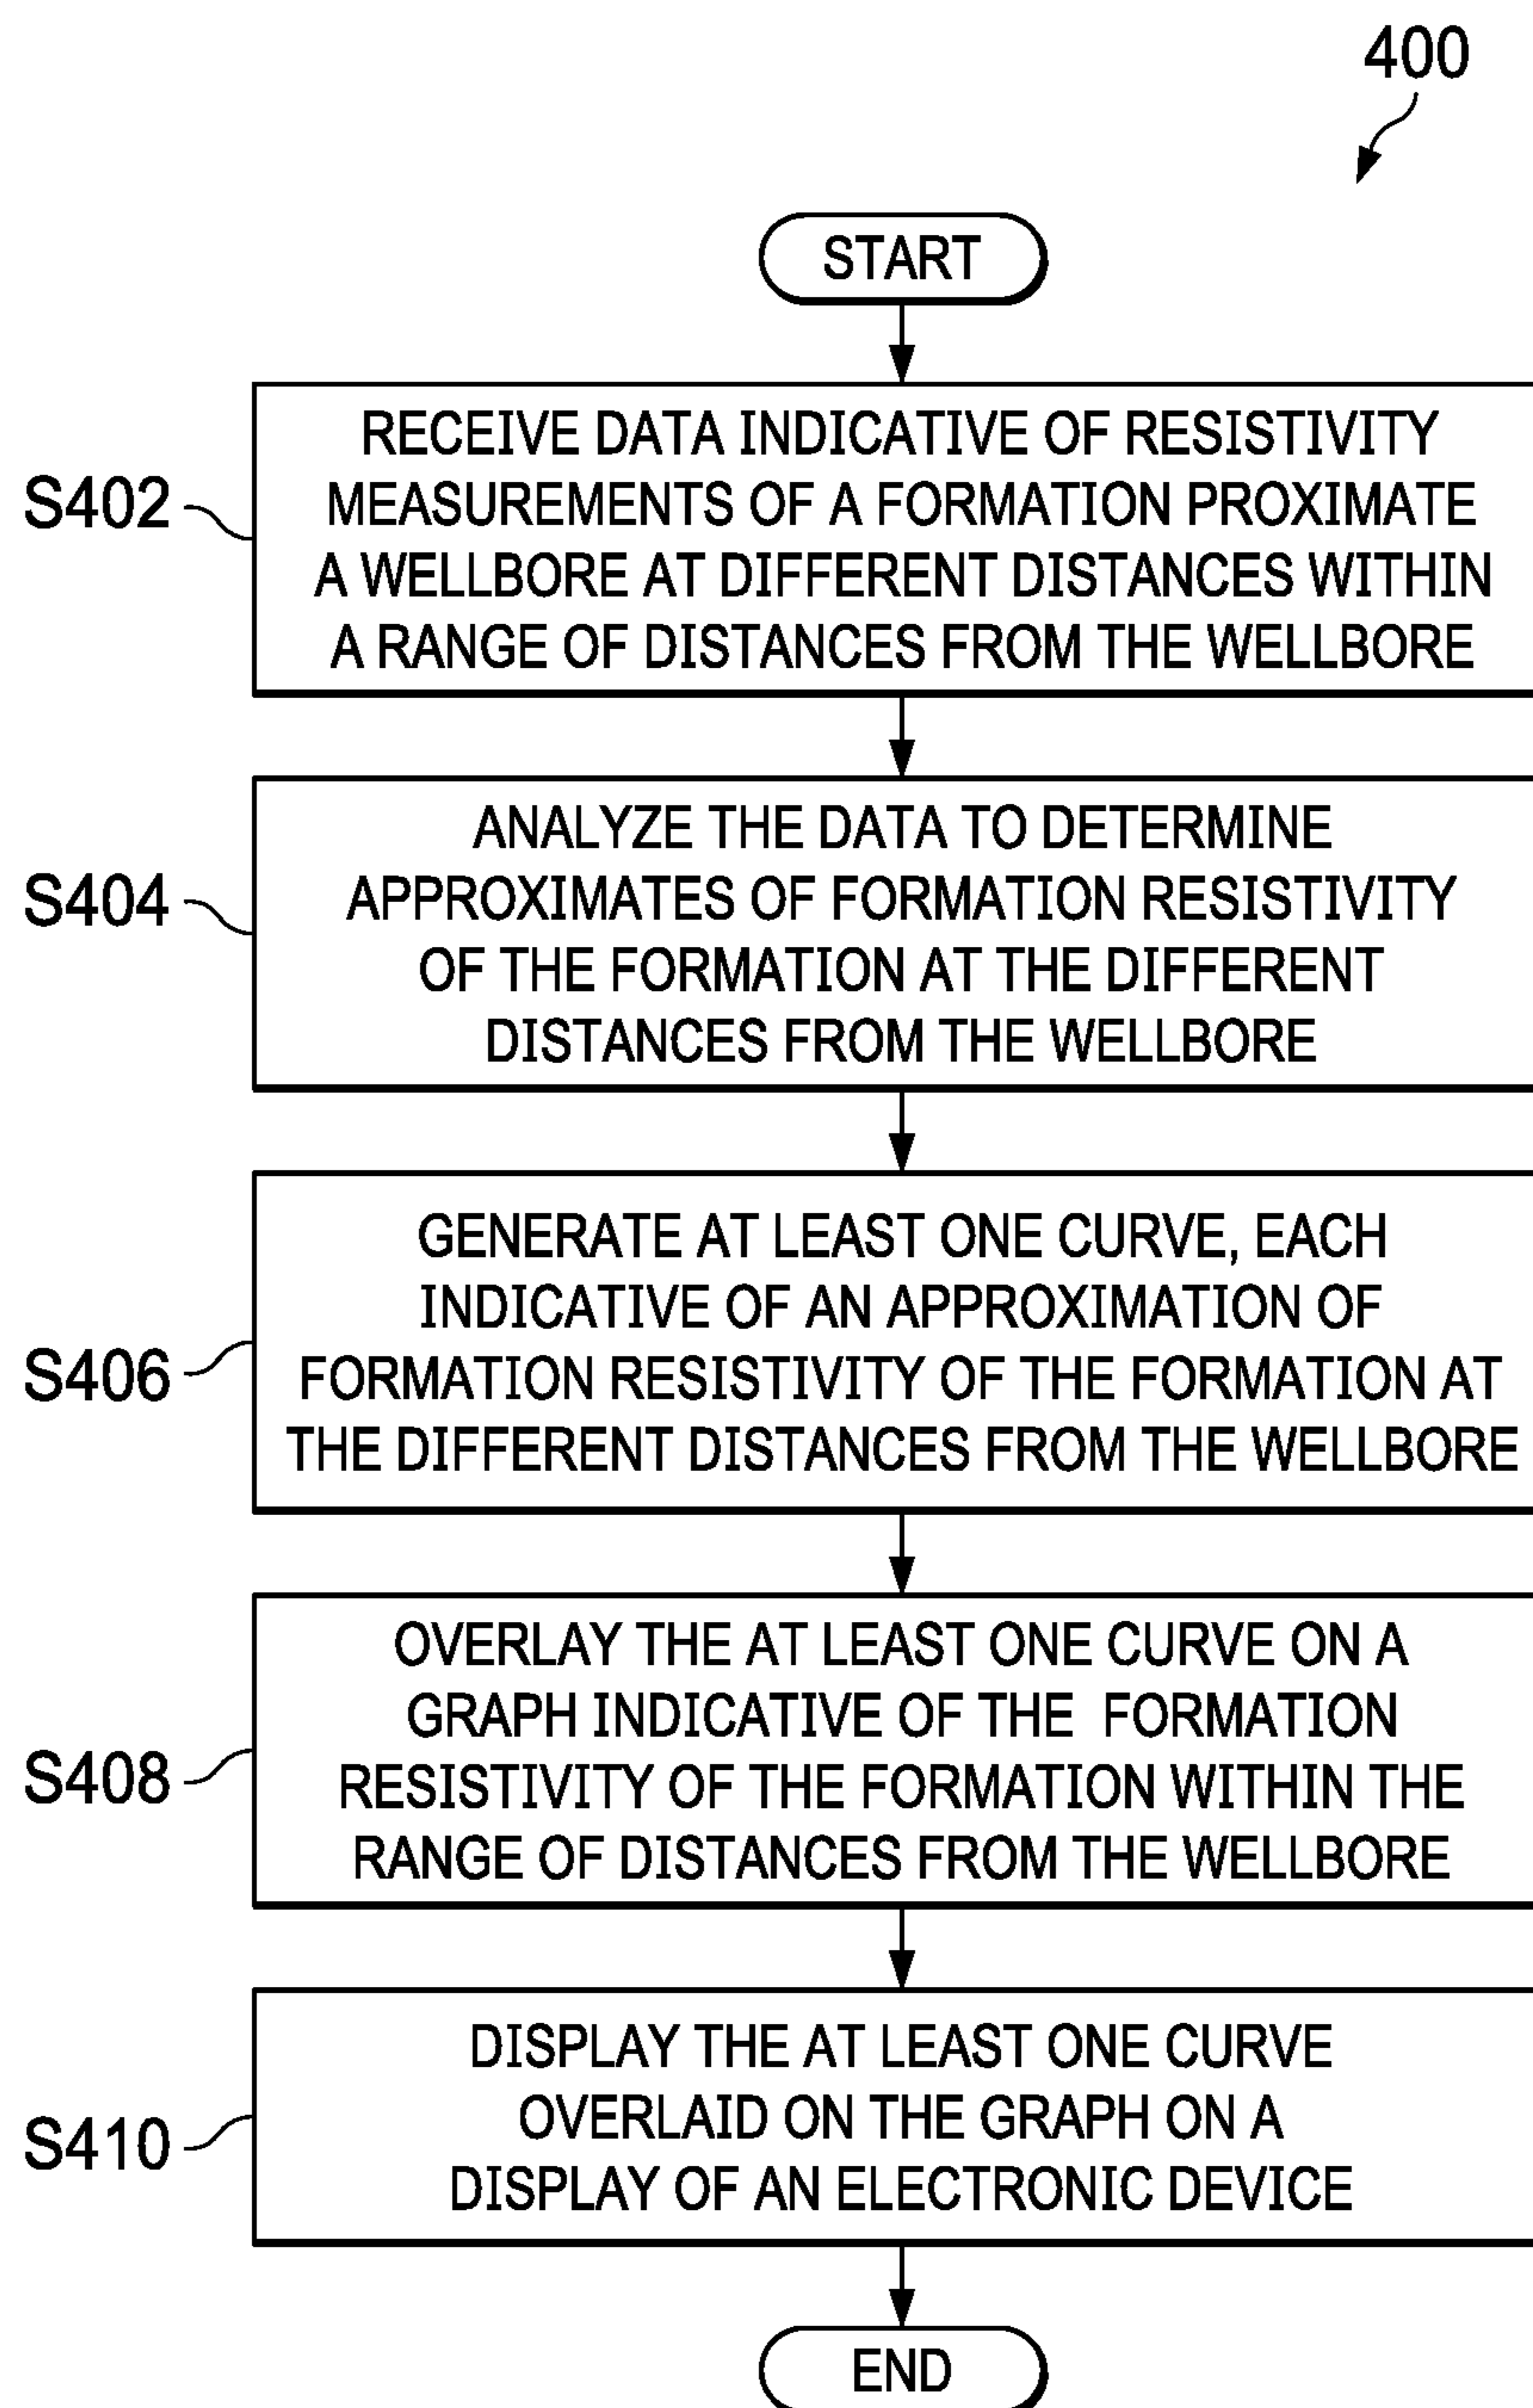 400
START
S402
RECEIVE DATA INDICATIVE OF RESISTIVITY
MEASUREMENTS OF A FORMATION PROXIMATE
A WELLBORE AT DIFFERENT DISTANCES WITHIN
A RANGE OF DISTANCES FROM THE WELLBORE
S404
ANALYZE THE DATA TO DETERMINE
APPROXIMATES OF FORMATION RESISTIVITY
OF THE FORMATION AT THE DIFFERENT
DISTANCES FROM THE WELLBORE
S406
GENERATE AT LEAST ONE CURVE, EACH
INDICATIVE OF AN APPROXIMATION OF
FORMATION RESISTIVITY OF THE FORMATION AT
THE DIFFERENT DISTANCES FROM THE WELLBORE
S408
OVERLAY THE AT LEAST ONE CURVE ON A
GRAPH INDICATIVE OF THE FORMATION
RESISTIVITY OF THE FORMATION WITHIN THE
RANGE OF DISTANCES FROM THE WELLBORE
S410
DISPLAY THE AT LEAST ONE CURVE
OVERLAID ON THE GRAPH ON A
DISPLAY OF AN ELECTRONIC DEVICE
END